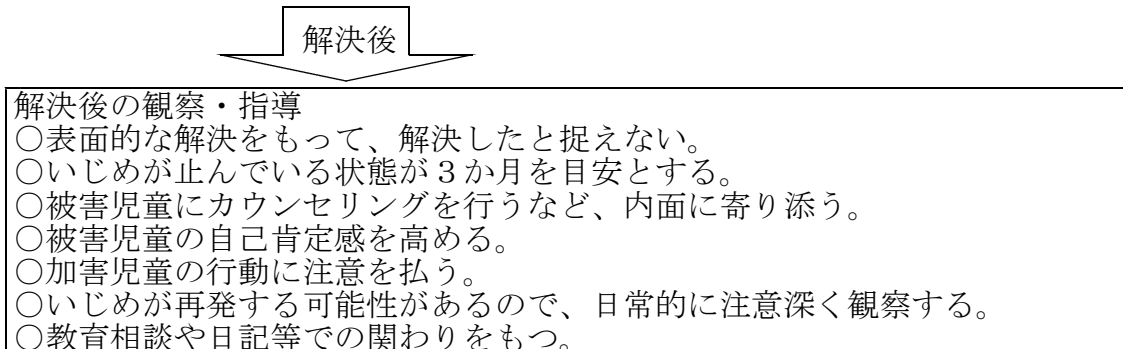 解決後
解決後の観察・指導
○表面的な解決をもって、解決したと捉えない。
○いじめが止んでいる状態が３か月を目安とする。
○被害児童にカウンセリングを行うなど、内面に寄り添う。
○被害児童の自己肯定感を高める。
○加害児童の行動に注意を払う。
○いじめが再発する可能性があるので、日常的に注意深く観察する。
○教育相談や日記等での関わりをもつ。